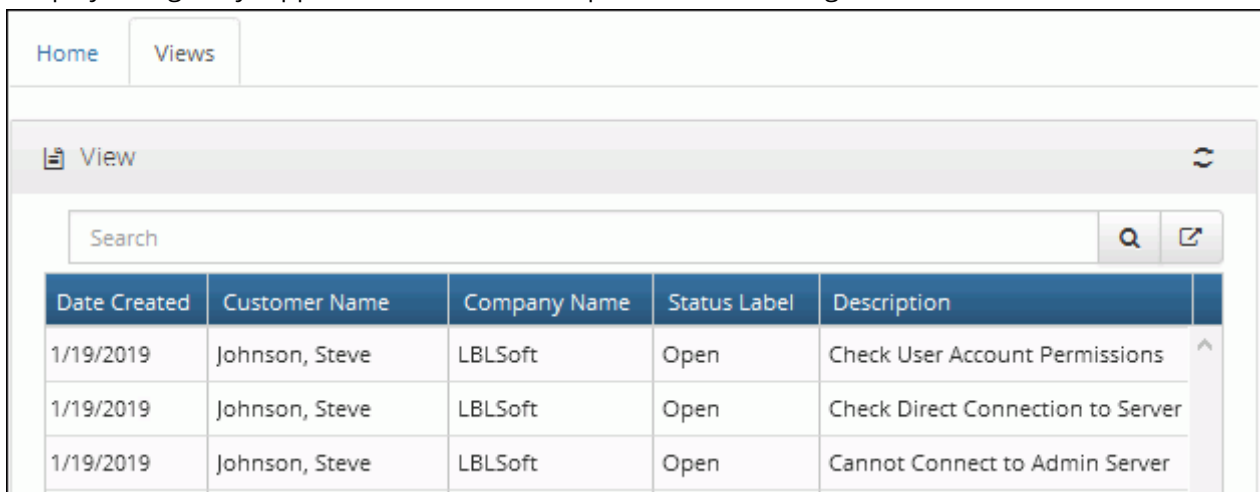 Home Views
View
Search
Date Created Customer Name Company Name Status Label Description
1/19/2019 Johnson, Steve LBLSoft Open Check User Account Permissions
1/19/2019 Johnson, Steve LBLSoft Open Check Direct Connection to Server
1/19/2019 Johnson, Steve LBLSoft Open Cannot Connect to Admin Server